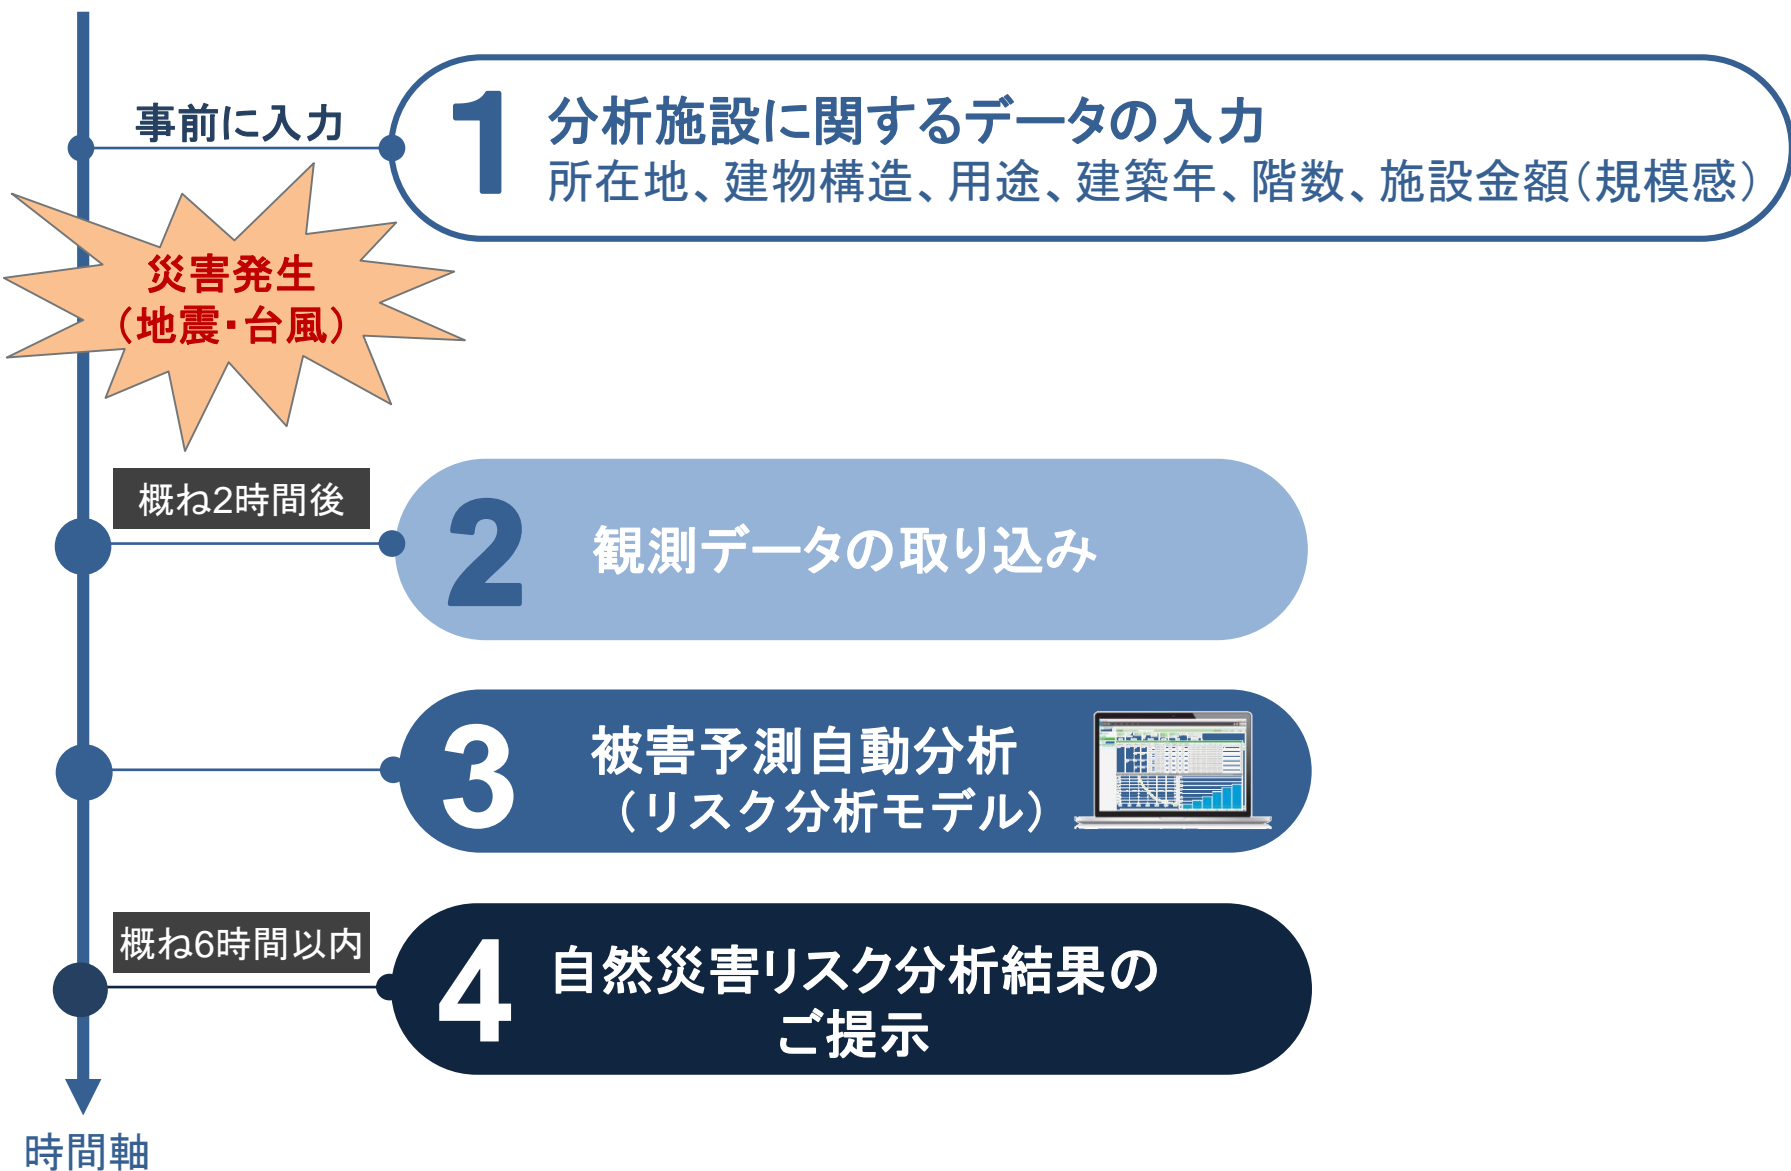 事前に入力
1
分析施設に関するデータの入力
所在地、建物構造、用途、建築年、階数、施設金額(規模感)
災害発生
(地震・台風)
概ね2時間後
2
観測データの取り込み
3
被害予測自動分析
(リスク分析モデル)
概ね6時間以内
4
自然災害リスク分析結果の
ご提示
時間軸